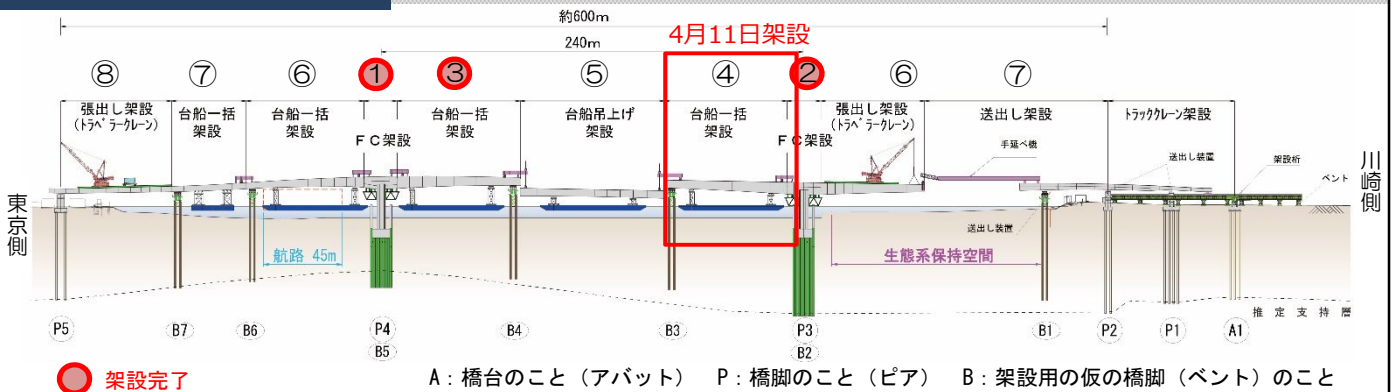 約600m
4月11日架設
240m
⑧ ⑦ ⑥ ① ③ ⑤ ④ ② ⑥ ⑦
張出し架設
(トラベラークレーン)
台船一括
架設
台船一括
架設
FC架設
台船一括
架設
台船吊上げ
架設
台船一括
架設
FC架設
張出し架設
(トラベラークレーン)
送出し架設
トラッククレーン架設
手延べ機
送出し装置
架設桁
ベント
東京側
川崎側
送出し装置
航路 45m
生態系保持空間
推定支持層
P5 B7 B6 P4 B4 B3 P3 B1 P2 P1 A1
B5 B2
架設完了
A:橋台のこと(アバット) P:橋脚のこと(ピア) B:架設用の仮の橋脚(ベント)のこと